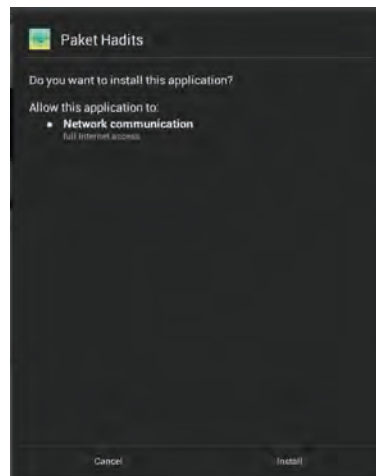 Paket Hadits
Do you want to install this application?
Allow this application to:
• Network communication
full Internet access
Cancel
Install